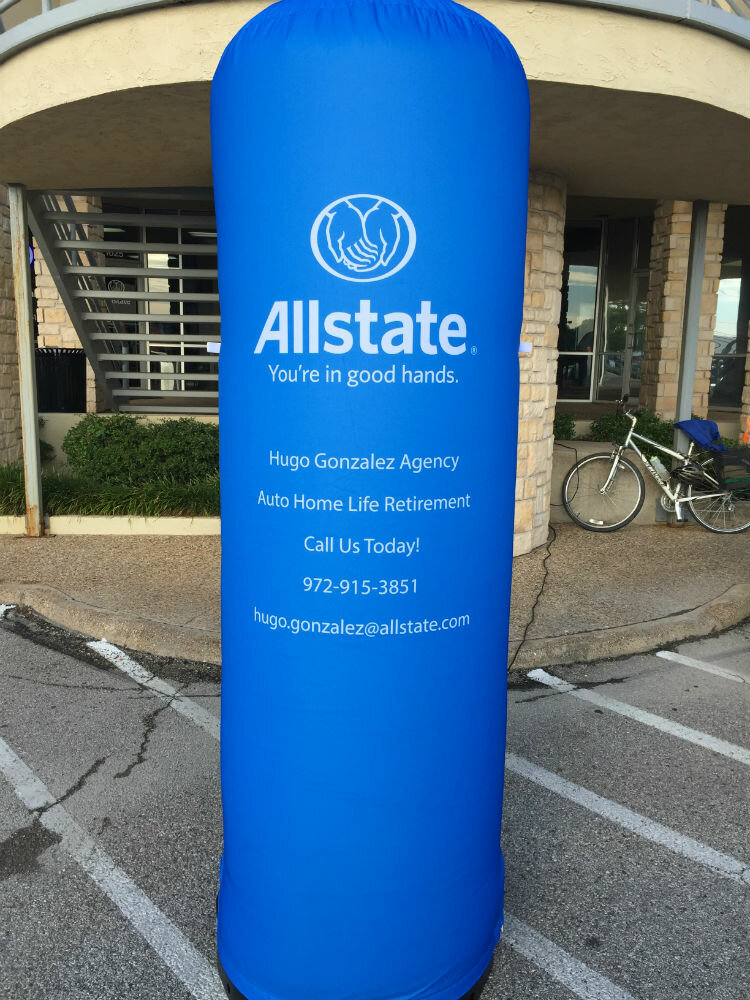 1025
Allstate®
You're in good hands.
Hugo Gonzalez Agency
Auto Home Life Retirement
Call Us Today!
972-915-3851
hugo.gonzalez@allstate.com